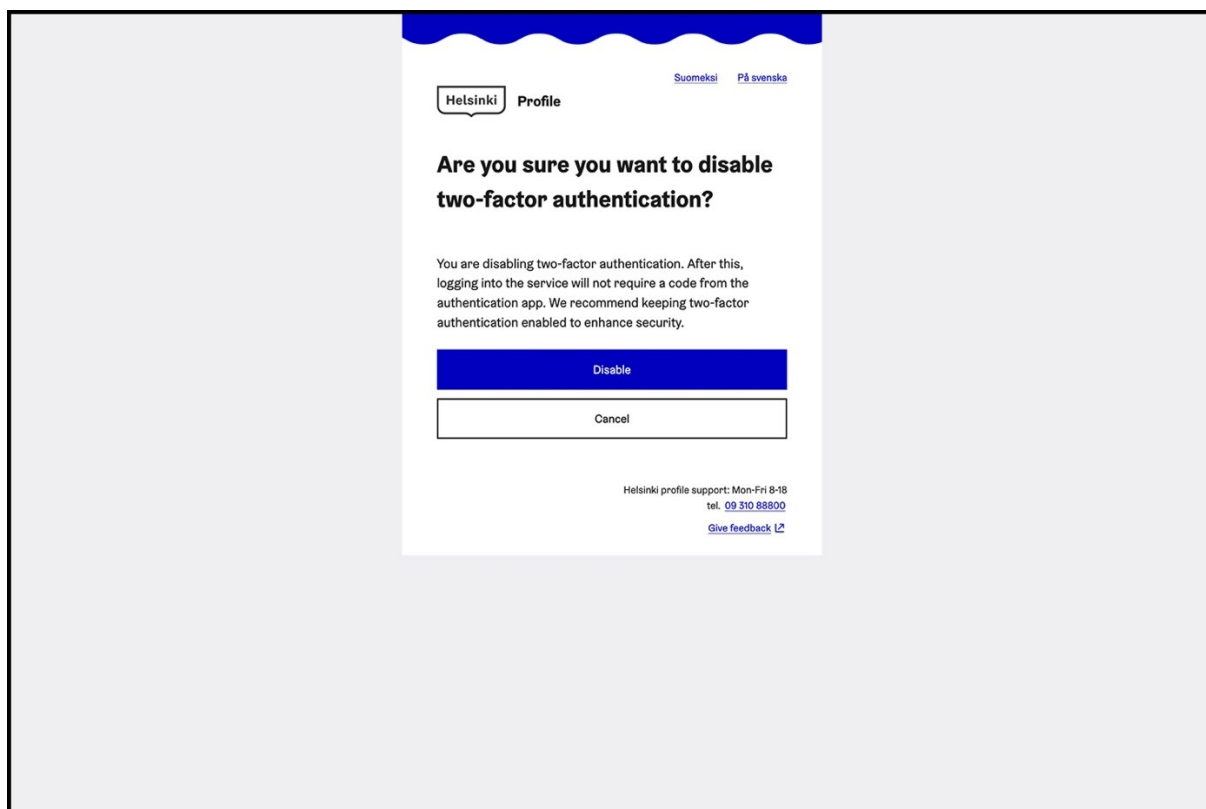 Suomeksi På svenska
Helsinki Profile
Are you sure you want to disable
two-factor authentication?
You are disabling two-factor authentication. After this,
logging into the service will not require a code from the
authentication app. We recommend keeping two-factor
authentication enabled to enhance security.
Disable
Cancel
Helsinki profile support: Mon-Fri 8-18
tel. 09 310 88800
Give feedback